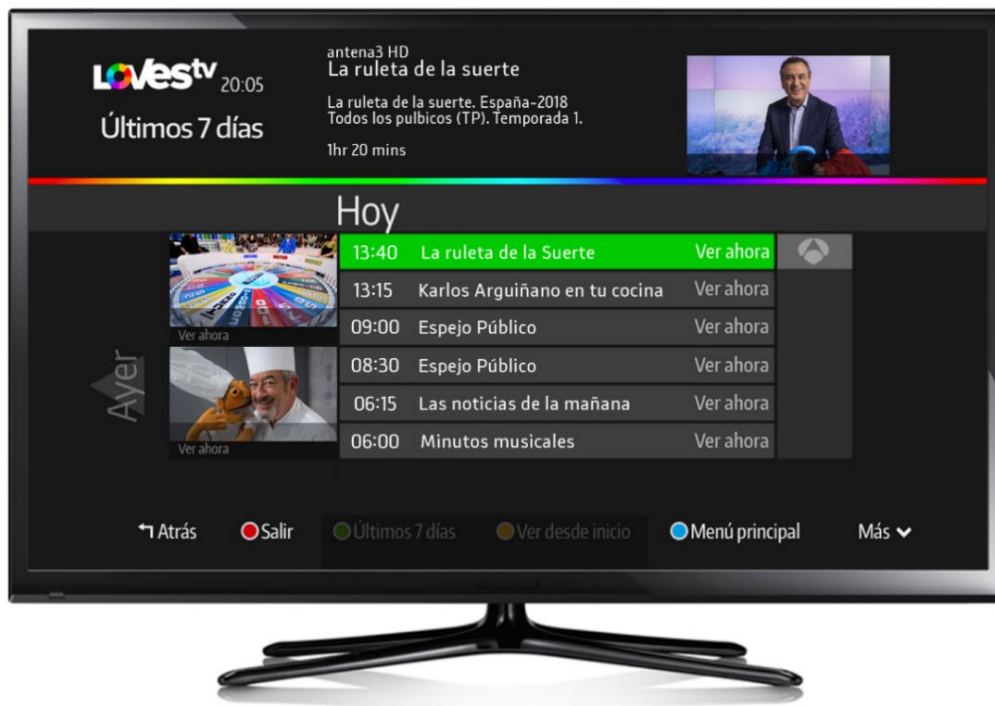 LOVEStv 20:05
Últimos 7 días
antena3 HD
La ruleta de la suerte
La ruleta de la suerte. España-2018
Todos los pulbicos (TP). Temporada 1.
1hr 20 mins
Hoy
Ayer
Ver ahora
Ver ahora
13:40 La ruleta de la Suerte Ver ahora
13:15 Karlos Arguiñano en tu cocina Ver ahora
09:00 Espejo Público Ver ahora
08:30 Espejo Público Ver ahora
06:15 Las noticias de la mañana Ver ahora
06:00 Minutos musicales Ver ahora
Atrás Salir Últimos 7 días Ver desde inicio Menú principal Más